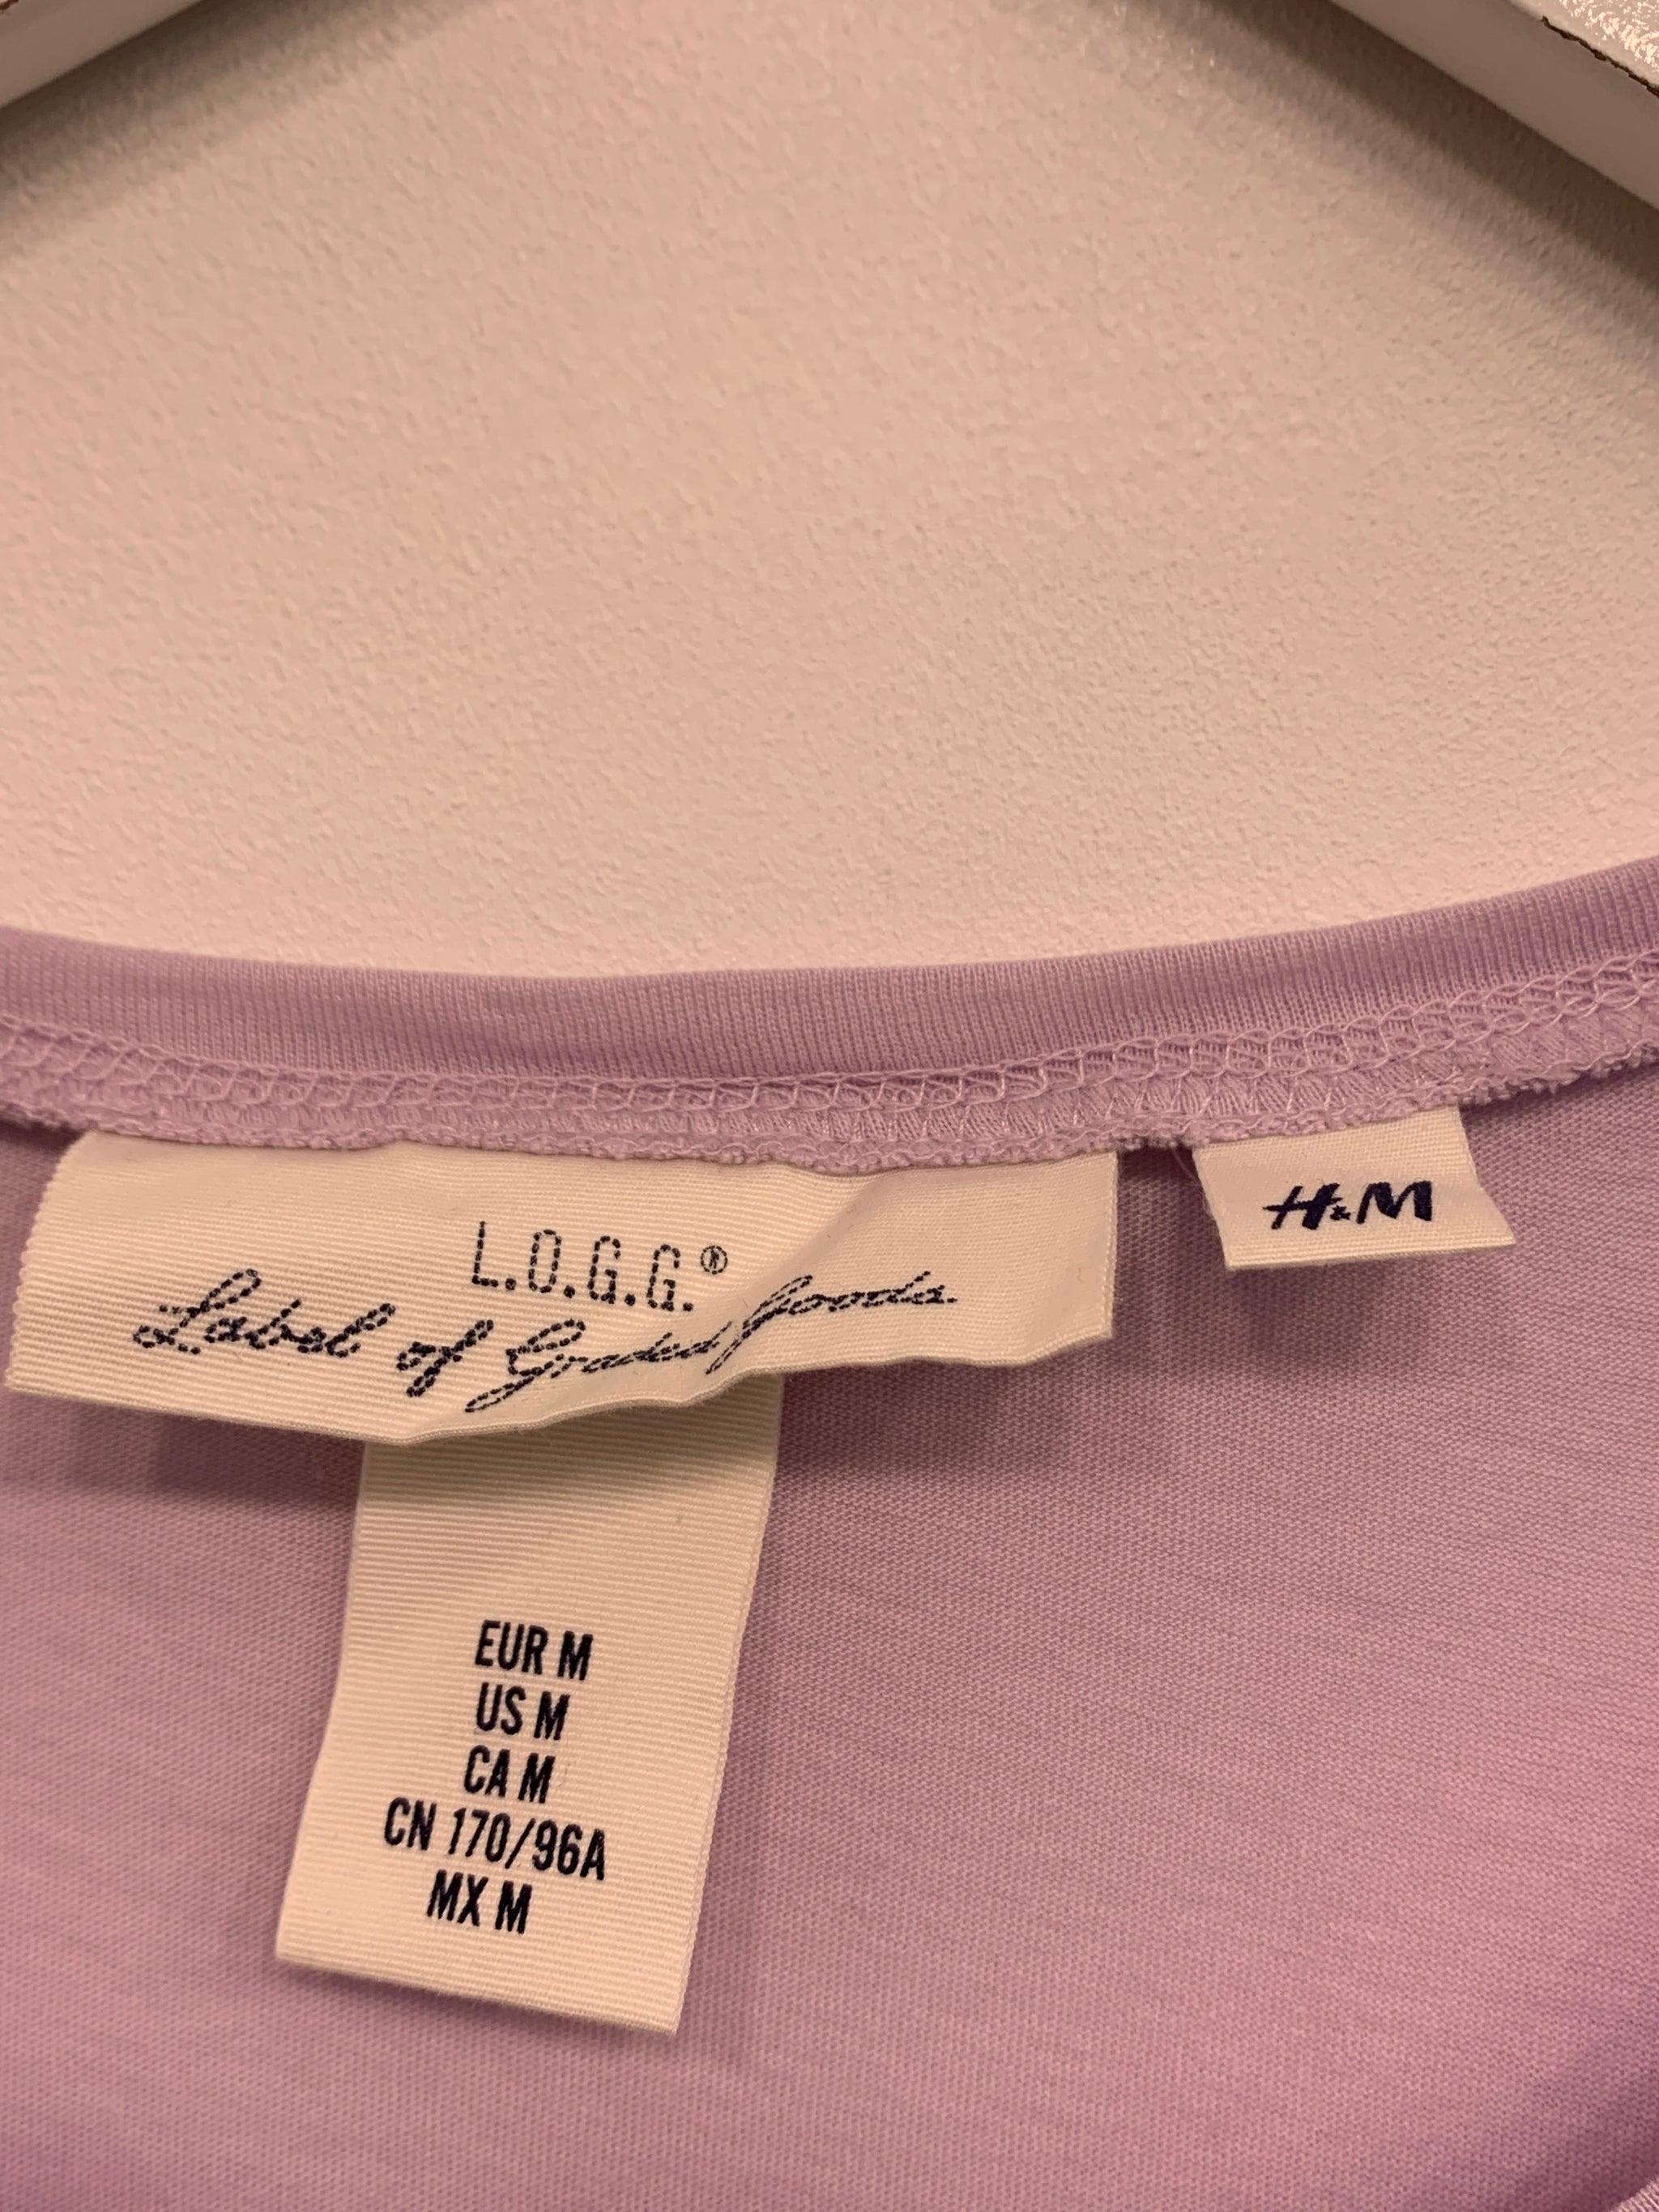 L.O.G.G.®
Label of Graded Goods
H&M
EUR M
US M
CA M
CN 170/96A
MX M